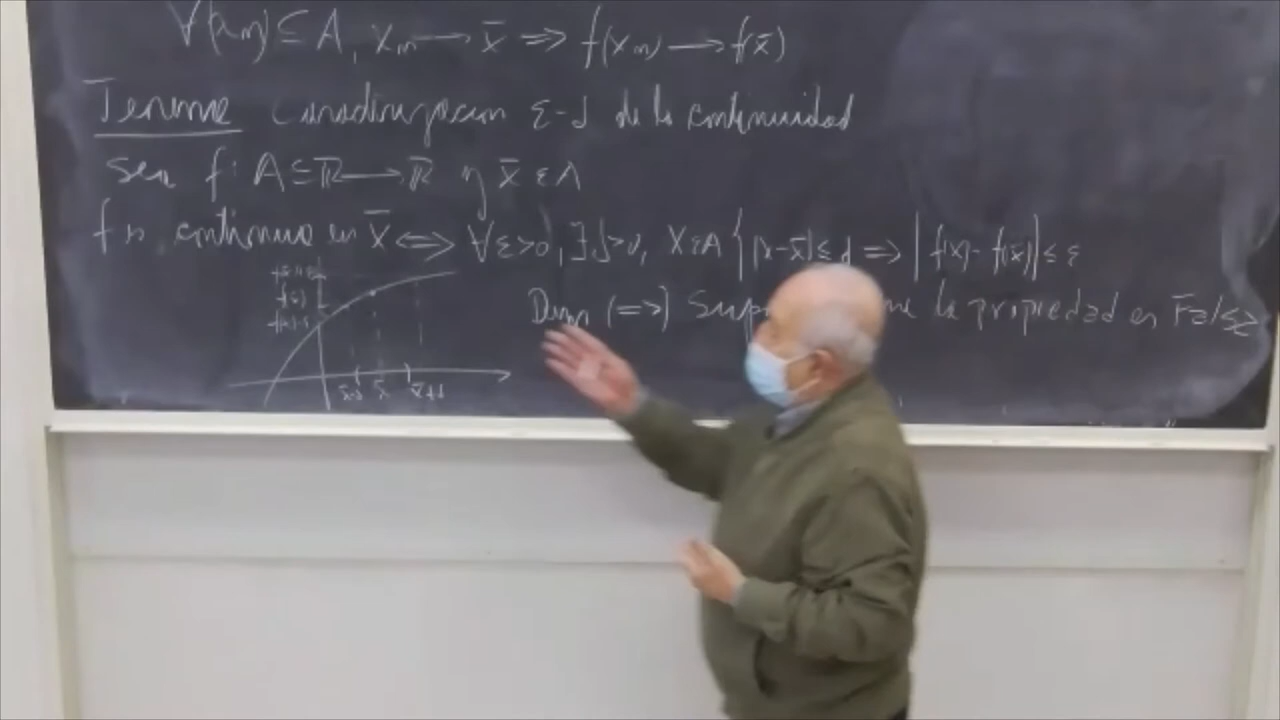 ∀(xₙ) ⊆ A, xₙ → x̄ ⇒ f(xₙ) → f(x̄)
Teorema Caracterización ε-δ de la continuidad
Sea f: A ⊆ ℝ → ℝ y x̄ ∈ A
f es continua en x̄ ⇔ ∀ε>0, ∃δ>0, x∈A { |x-x̄| ≤ δ ⇒ |f(x) - f(x̄)| ≤ ε
f(x̄)+ε
f(x̄)
f(x̄)-ε
Dem (⇒) la propiedad es Falsa
x̄-δ x̄ x̄+δ